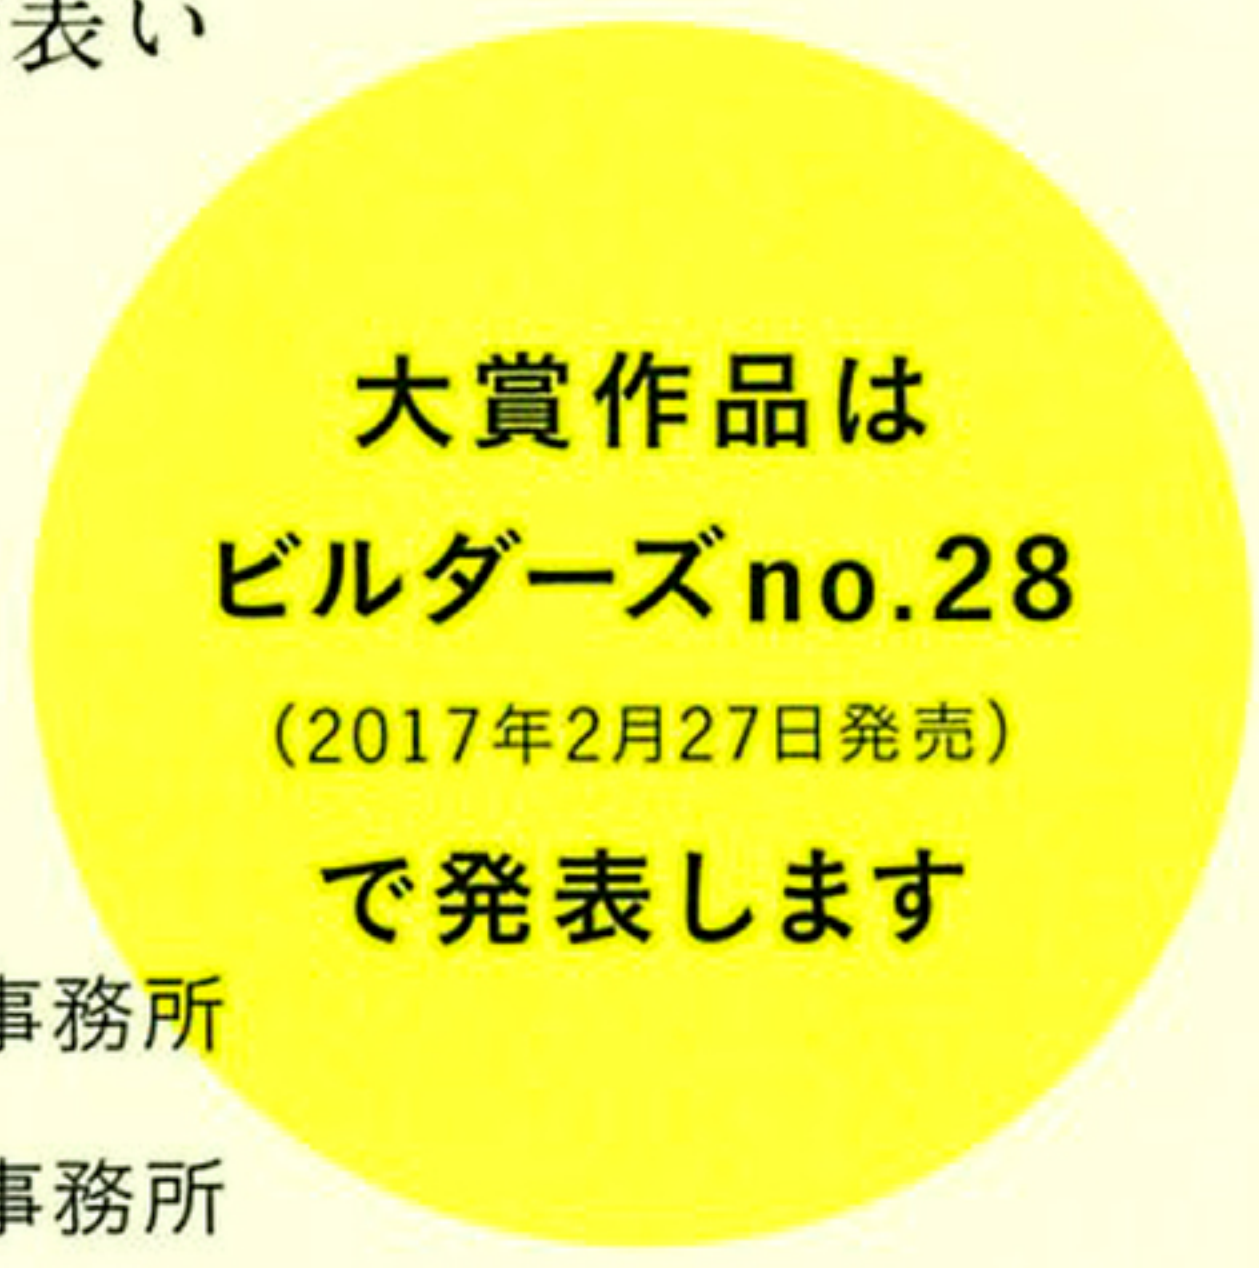 表い
大賞作品は
ビルダーズno.28
（2017年2月27日発売）
で発表します
事務所
事務所